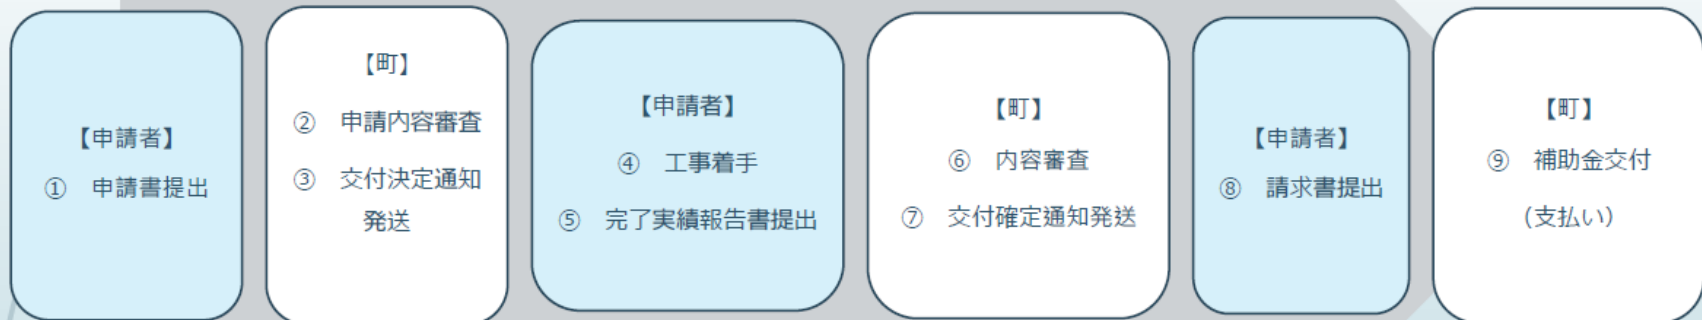 【申請者】
① 申請書提出
【町】
② 申請内容審査
③ 交付決定通知
発送
【申請者】
④ 工事着手
⑤ 完了実績報告書提出
【町】
⑥ 内容審査
⑦ 交付確定通知発送
【申請者】
⑧ 請求書提出
【町】
⑨ 補助金交付
（支払い）